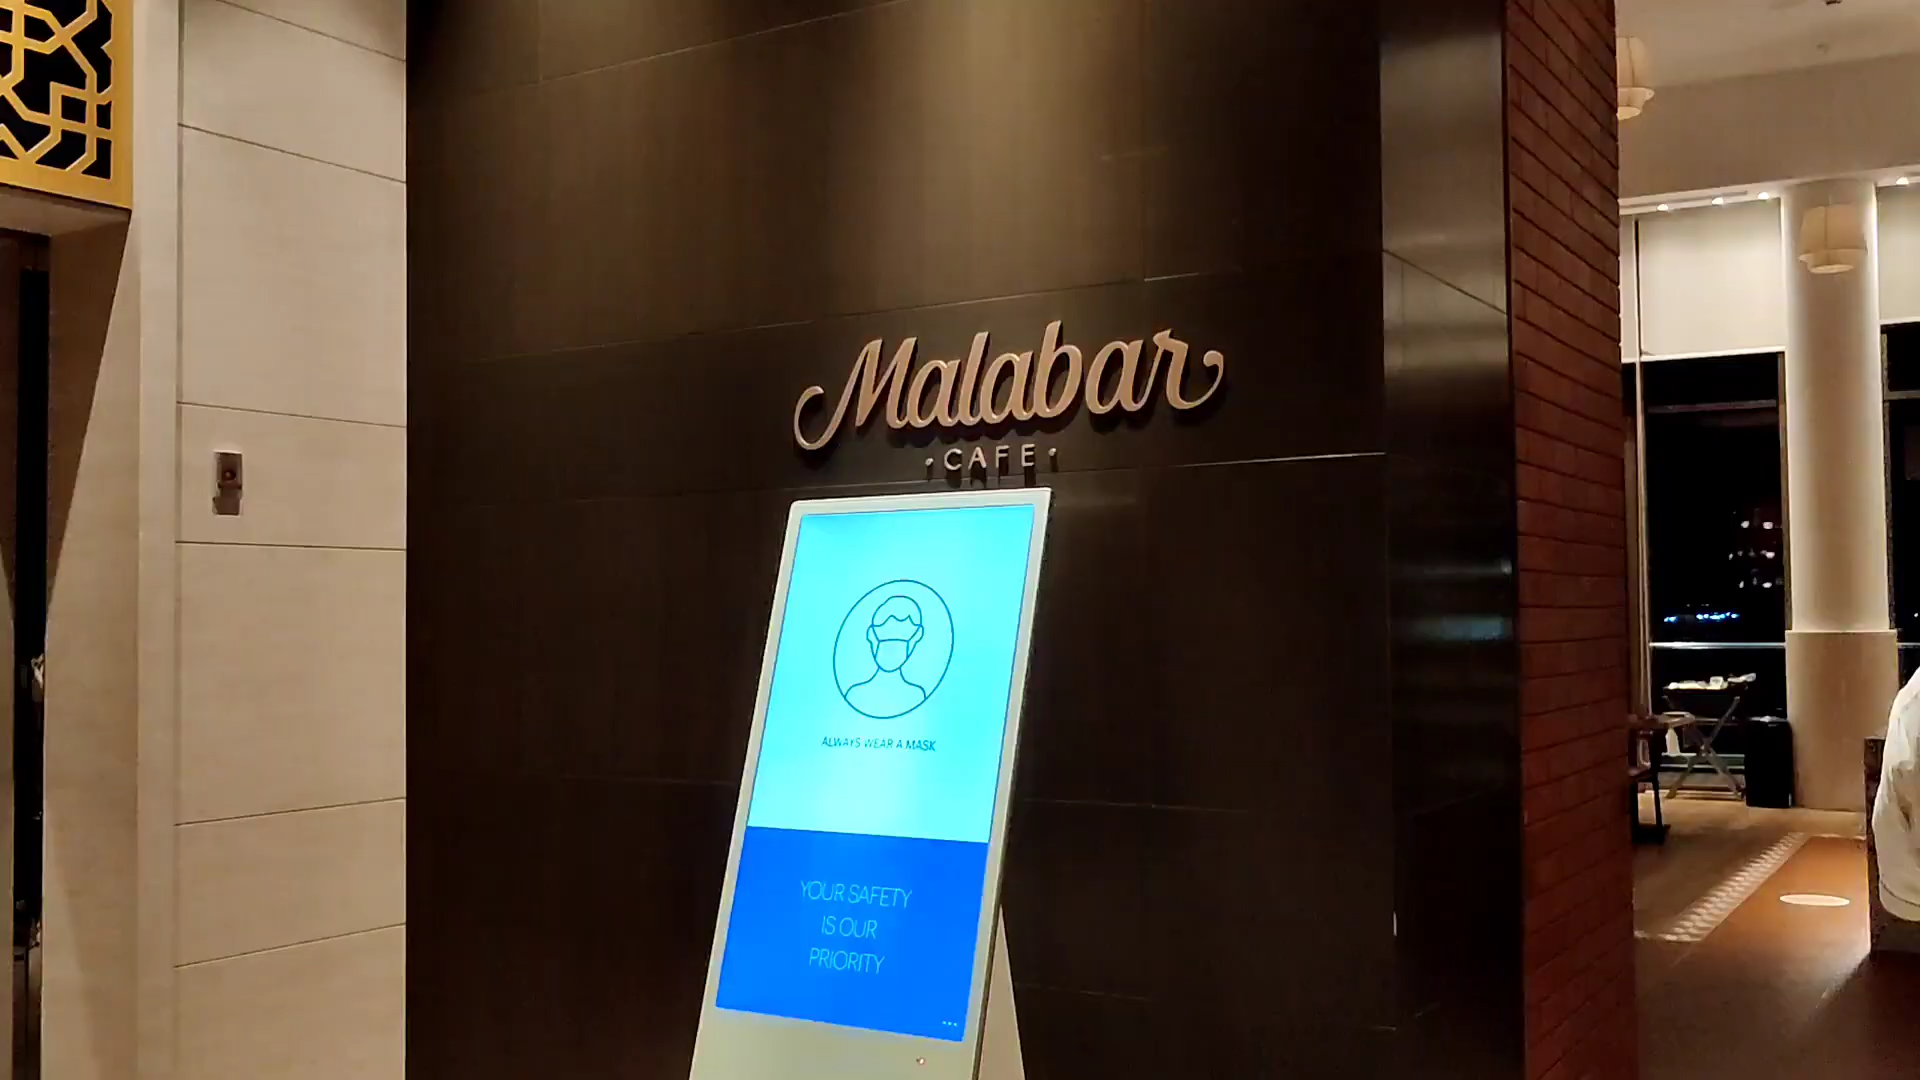 Malabar
·CAFE·
ALWAYS WEAR A MASK
YOUR SAFETY
IS OUR
PRIORITY